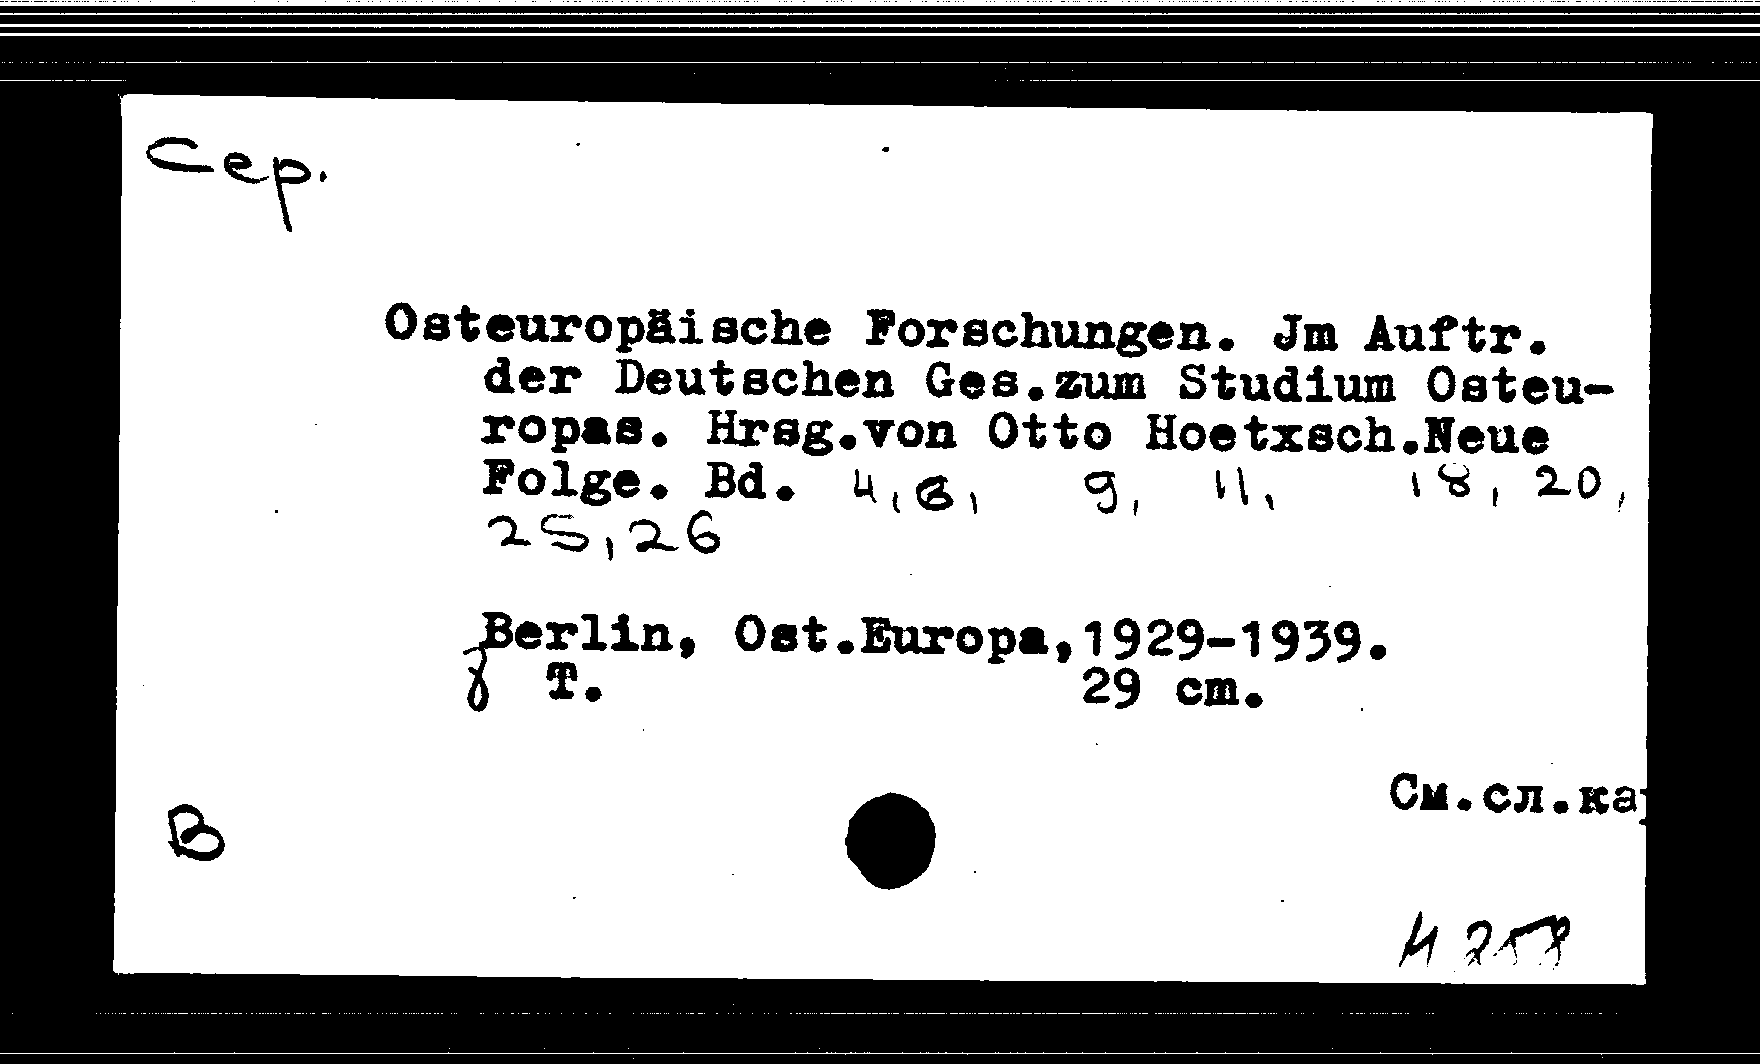 Сер.
Osteuropäische Forschungen. Jm Auftr.
der Deutschen Ges.zum Studium Osteu-
ropas. Hrsg.von Otto Hoetxsch.Neue
Folge. Bd. 4, 6, 9, 11, 18, 20,
25, 26
Berlin, Ost.Europa,1929-1939.
8 T. 29 cm.
См.сл.ка
B